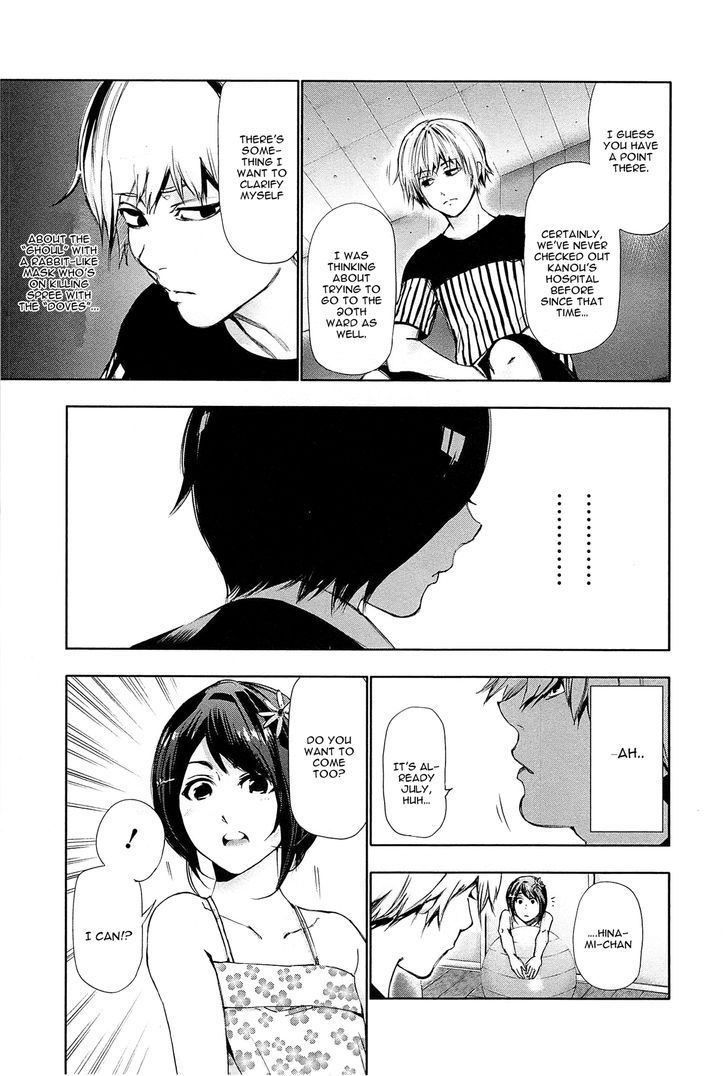 I GUESS
YOU HAVE
A POINT
THERE.
CERTAINLY,
WE'VE NEVER
CHECKED OUT
KANOU'S
HOSPITAL
BEFORE
SINCE THAT
TIME...
I WAS
THINKING
ABOUT
TRYING TO
GO TO THE
20TH
WARD AS
WELL.
THERE'S
SOME-
THING I
WANT TO
CLARIFY
MYSELF
ABOUT THE
"GHOUL" WITH
A RABBIT-LIKE
MASK WHO'S
ON KILLING
SPREE WITH
THE "DOVES"...
........
........
-AH..
IT'S AL-
READY
JULY,
HUH...
....HINA-
MI-CHAN
DO YOU
WANT TO
COME
TOO?
!
I CAN!?